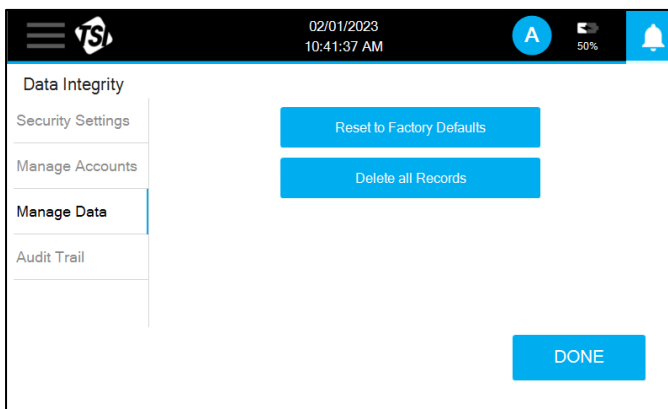 TSI
02/01/2023
10:41:37 AM
A
50%
Data Integrity
Security Settings
Manage Accounts
Manage Data
Audit Trail
Reset to Factory Defaults
Delete all Records
DONE